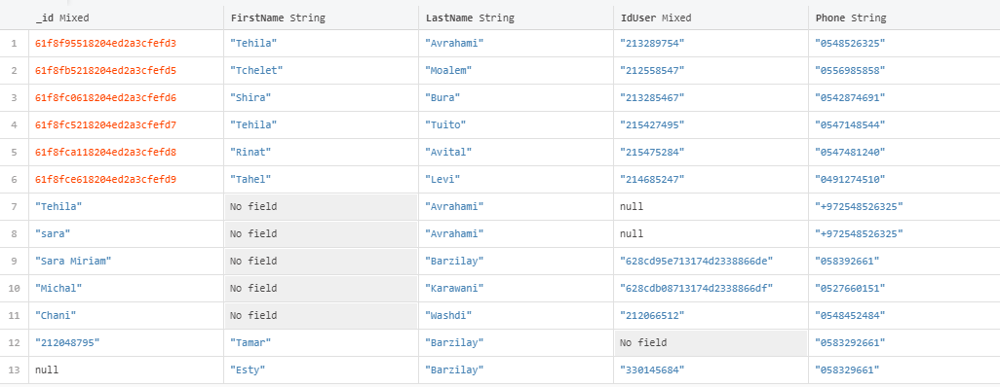 _id Mixed FirstName String LastName String IdUser Mixed Phone String
1 61f8f95518204ed2a3cfefd3 "Tehila" "Avrahami" "213289754" "0548526325"
2 61f8fb5218204ed2a3cfefd5 "Tchelet" "Moalem" "212558547" "0556985858"
3 61f8fc0618204ed2a3cfefd6 "Shira" "Bura" "213285467" "0542874691"
4 61f8fc5218204ed2a3cfefd7 "Tehila" "Tuito" "215427495" "0547148544"
5 61f8fca118204ed2a3cfefd8 "Rinat" "Avital" "215475284" "0547481240"
6 61f8fce618204ed2a3cfefd9 "Tahel" "Levi" "214685247" "0491274510"
7 "Tehila" No field "Avrahami" null "+972548526325"
8 "sara" No field "Avrahami" null "+972548526325"
9 "Sara Miriam" No field "Barzilay" "628cd95e713174d2338866de" "058392661"
10 "Michal" No field "Karawani" "628cdb08713174d2338866df" "0527660151"
11 "Chani" No field "Washdi" "212066512" "0548452484"
12 "212048795" "Tamar" "Barzilay" No field "0583292661"
13 null "Esty" "Barzilay" "330145684" "058329661"